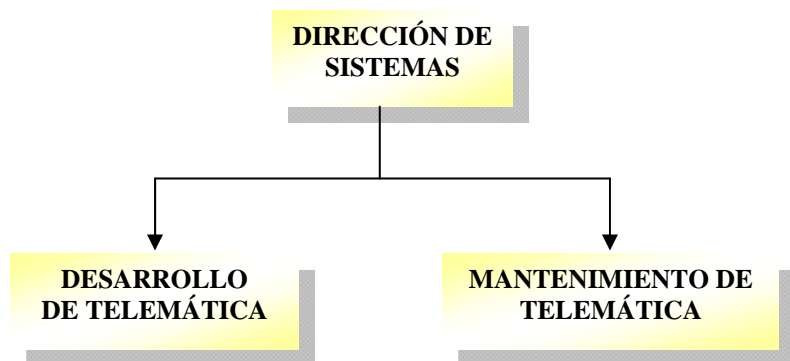 DIRECCIÓN DE
SISTEMAS
DESARROLLO
DE TELEMÁTICA
MANTENIMIENTO DE
TELEMÁTICA